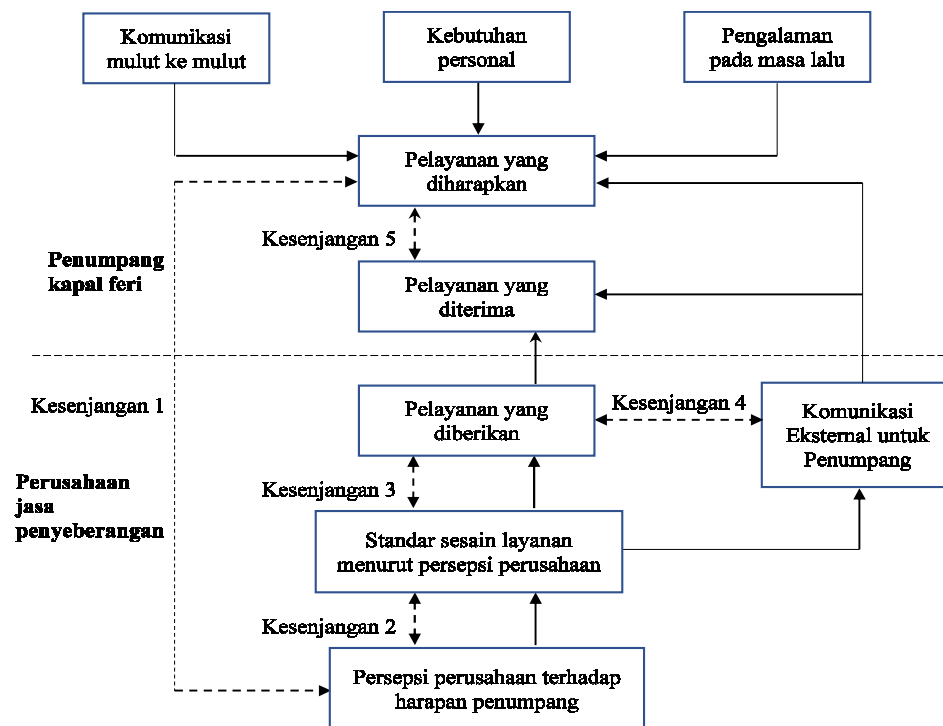 Komunikasi
mulut ke mulut
Kebutuhan
personal
Pengalaman
pada masa lalu
Pelayanan yang
diharapkan
Kesenjangan 5
Penumpang
kapal feri
Pelayanan yang
diterima
Kesenjangan 1
Pelayanan yang
diberikan
Kesenjangan 4
Komunikasi
Eksternal untuk
Penumpang
Kesenjangan 3
Perusahaan
jasa
penyeberangan
Standar sesain layanan
menurut persepsi perusahaan
Kesenjangan 2
Persepsi perusahaan terhadap
harapan penumpang